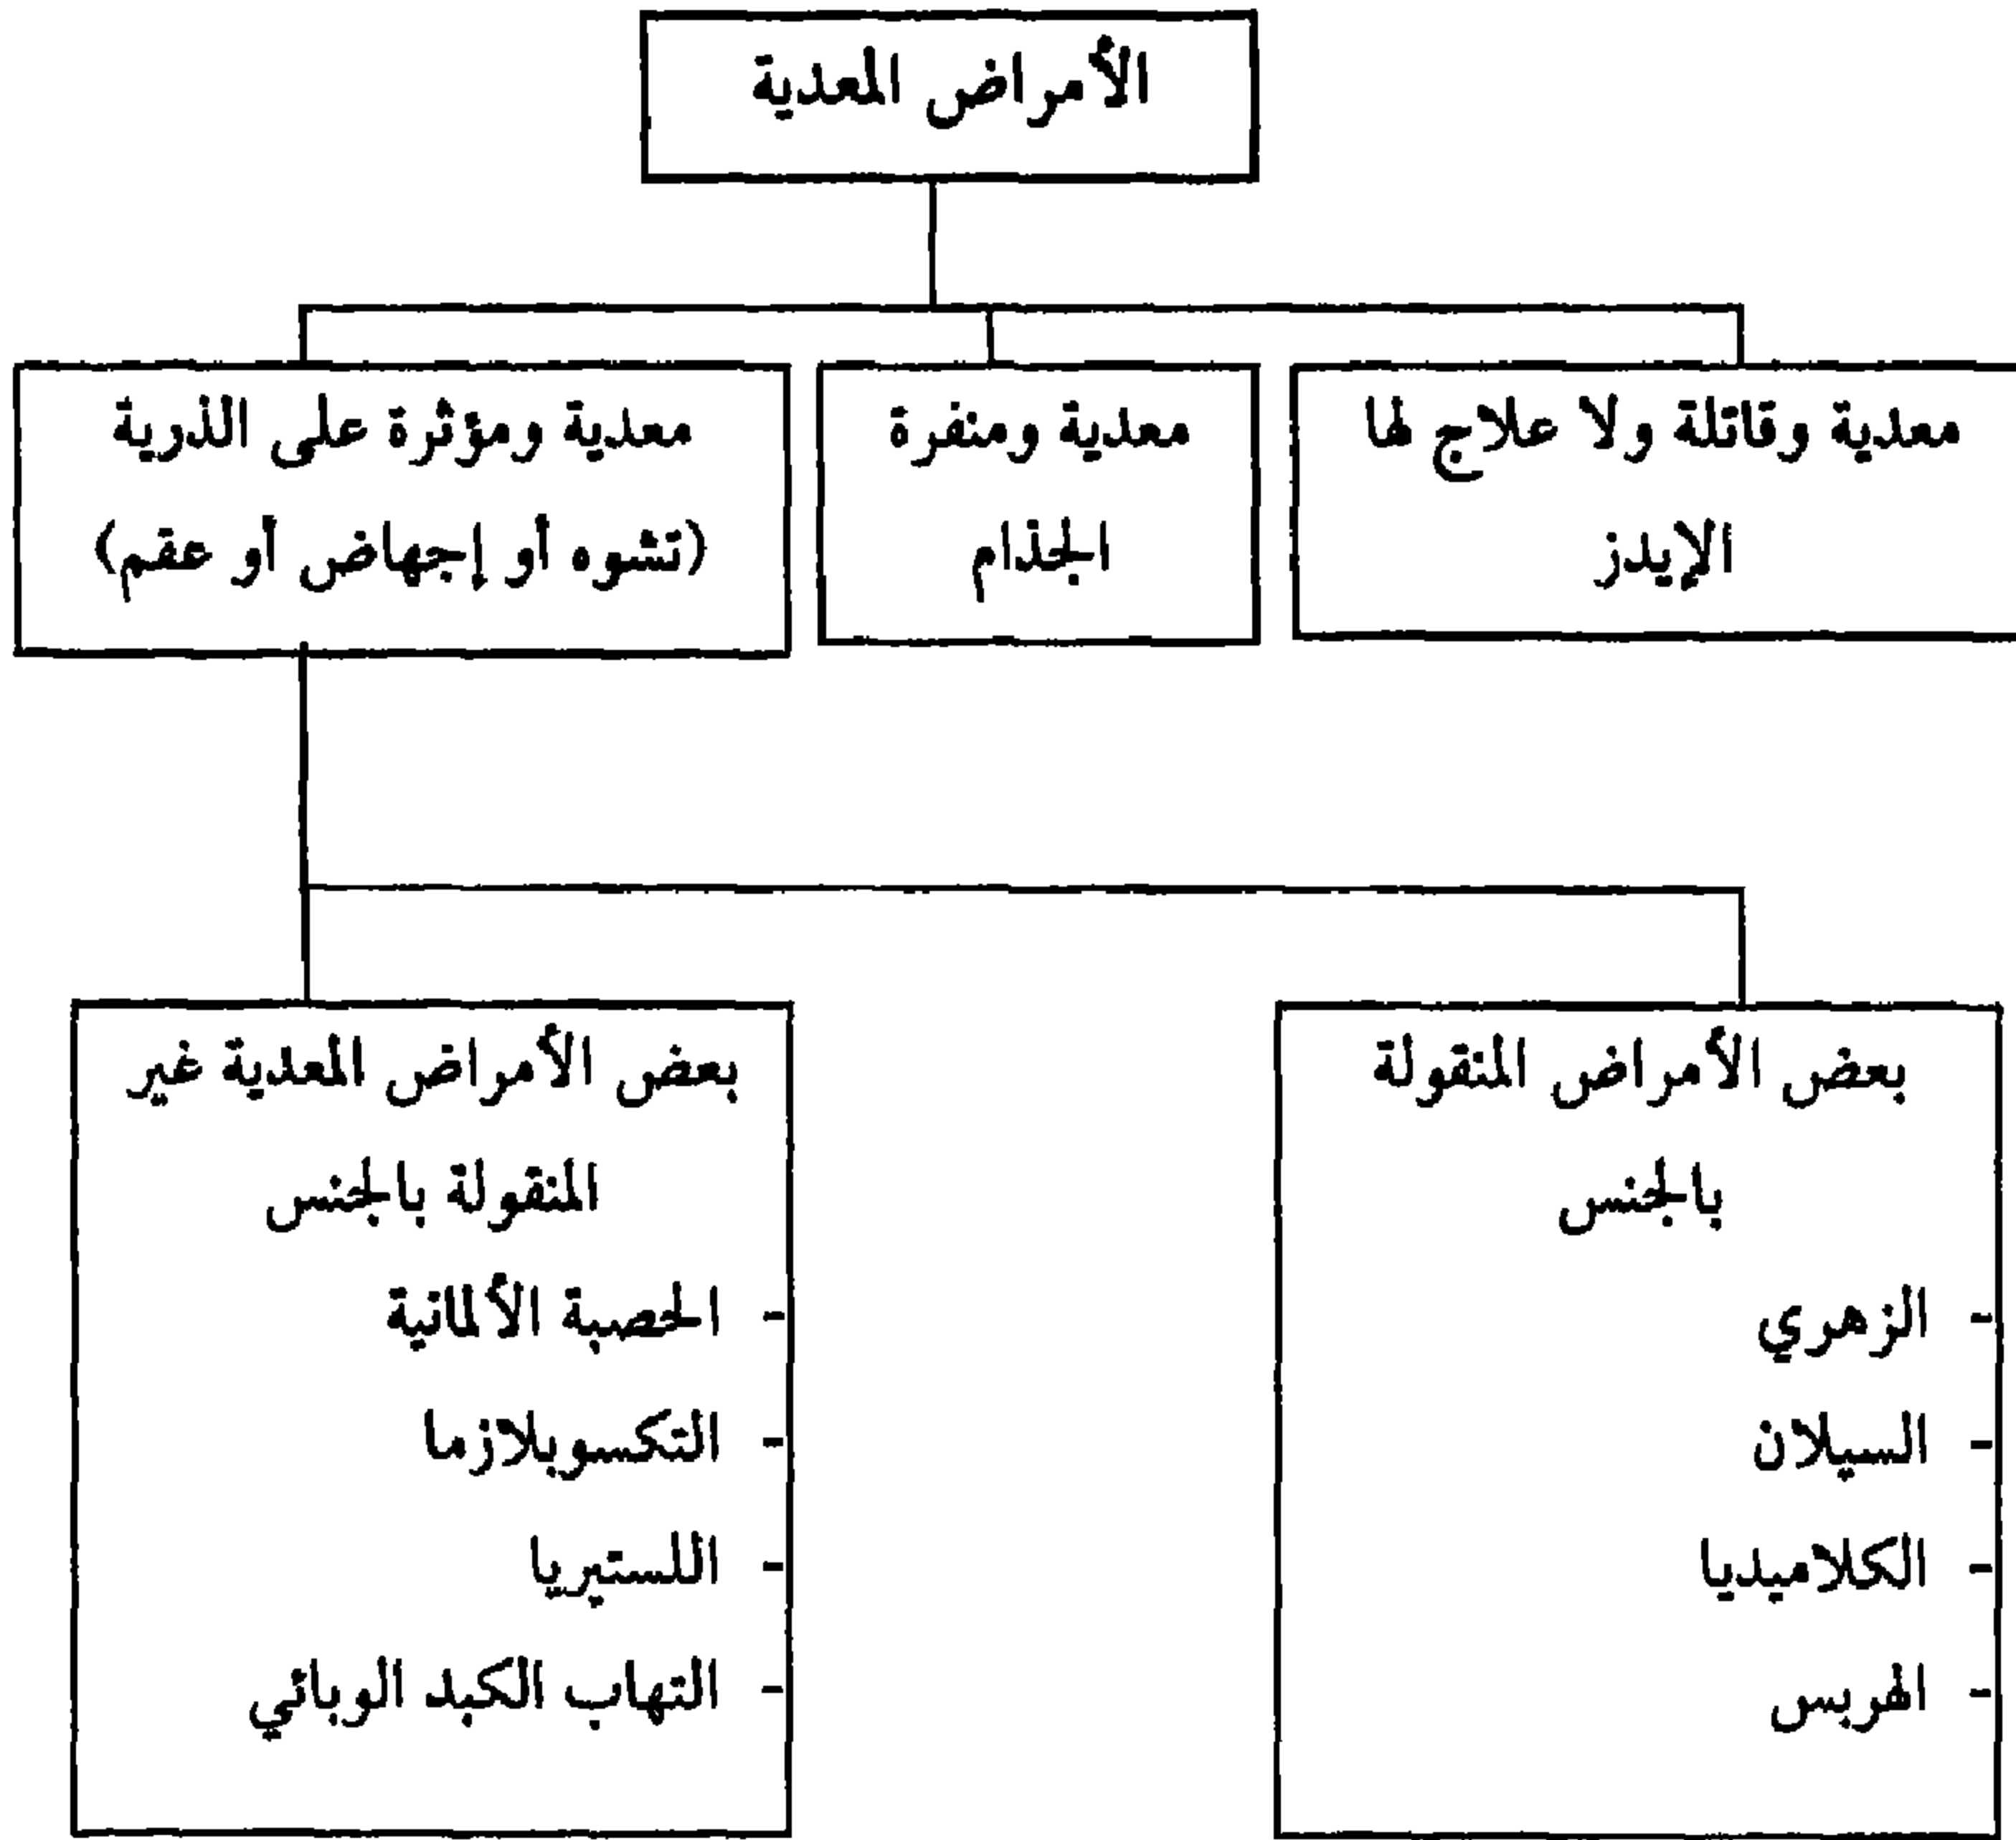 الأمراض المعدية
معدية وقاتلة ولا علاج لها
الإيدز
معدية ومنفرة
الجذام
معدية ومؤثرة على الذرية
(تشوه أو إجهاض أو عقم)
بعض الأمراض المنقولة
بالجنس
- الزهري
- السيلان
- الكلاميديا
- الهربس
بعض الأمراض المعدية غير
المنقولة بالجنس
- الحصبة الألمانية
- التكسوبلازما
- اللستيريا
- التهاب الكبد الوبائي